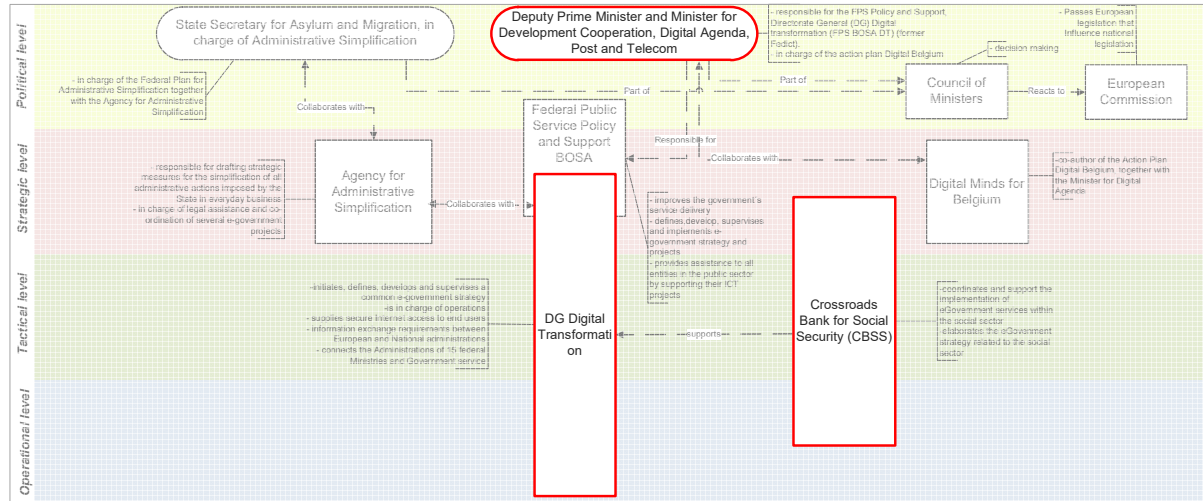 Political level
State Secretary for Asylum and Migration, in
charge of Administrative Simplification
Deputy Prime Minister and Minister for
Development Cooperation, Digital Agenda,
Post and Telecom
- responsible for the FPS Policy and Support,
Directorate General (DG) Digital
transformation (FPS BOSA DT) (former
Fedict).
- in charge of the action plan Digital Belgium
- Passes European
legislation that
Influence national
legislation
- decision making
- in charge of the Federal Plan for
Administrative Simplification together
with the Agency for Administrative
Simplification
Collaborates with
Part of
Part of
Council of
Ministers
Reacts to
European
Commission
Federal Public
Service Policy
and Support
BOSA
Responsible for
Collaborates with
Strategic level
- responsible for drafting strategic
measures for the simplification of all
administrative actions imposed by the
State in everyday business
- in charge of legal assistance and co-
ordination of several e-government
projects
Agency for
Administrative
Simplification
Collaborates with
- improves the government's
service delivery
- defines,develop, supervises
and implements e-
government strategy and
projects
- provides assistance to all
entities in the public sector
by supporting their ICT
projects
Digital Minds for
Belgium
-co-author of the Action Plan
Digital Belgium, together with
the Minister for Digital
Agenda
Tactical level
-initiates, defines, develops and supervises a
common e-government strategy
-is in charge of operations
- supplies secure Internet access to end users
- information exchange requirements between
European and National administrations
- connects the Administrations of 15 federal
Ministries and Government service
DG Digital
Transformati
on
supports
Crossroads
Bank for Social
Security (CBSS)
-coordinates and support the
implementation of
eGovernment services within
the social sector
-elaborates the eGovernment
strategy related to the social
sector
Operational level